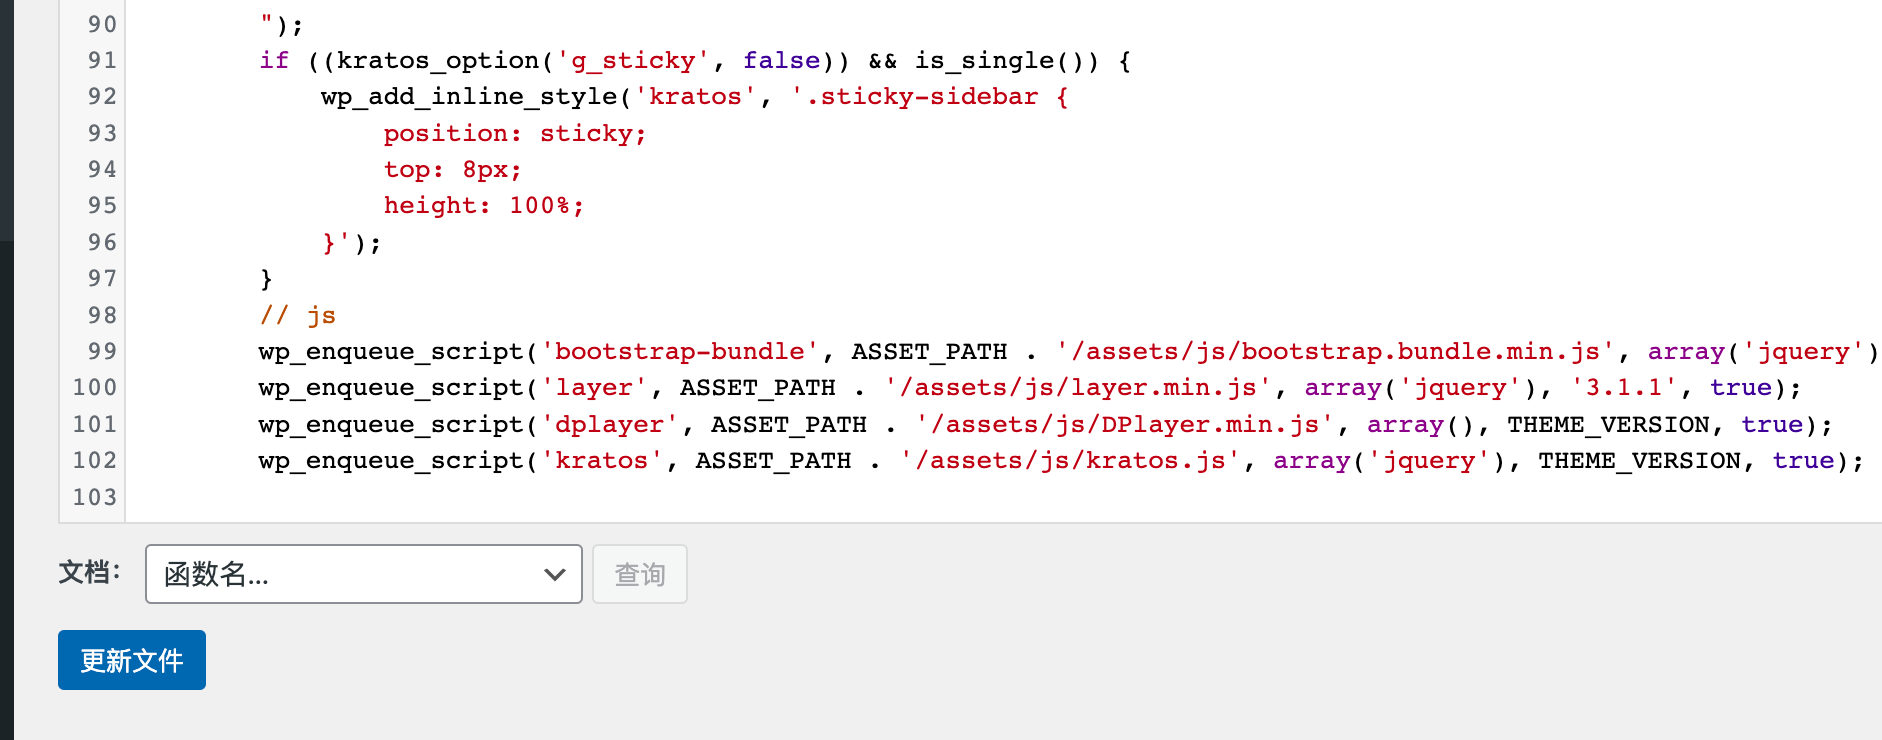 90 ");
91 if ((kratos_option('g_sticky', false)) && is_single()) {
92 wp_add_inline_style('kratos', '.sticky-sidebar {
93 position: sticky;
94 top: 8px;
95 height: 100%;
96 }');
97 }
98 // js
99 wp_enqueue_script('bootstrap-bundle', ASSET_PATH . '/assets/js/bootstrap.bundle.min.js', array('jquery')
100 wp_enqueue_script('layer', ASSET_PATH . '/assets/js/layer.min.js', array('jquery'), '3.1.1', true);
101 wp_enqueue_script('dplayer', ASSET_PATH . '/assets/js/DPlayer.min.js', array(), THEME_VERSION, true);
102 wp_enqueue_script('kratos', ASSET_PATH . '/assets/js/kratos.js', array('jquery'), THEME_VERSION, true);
103
文档: 函数名... 查询
更新文件